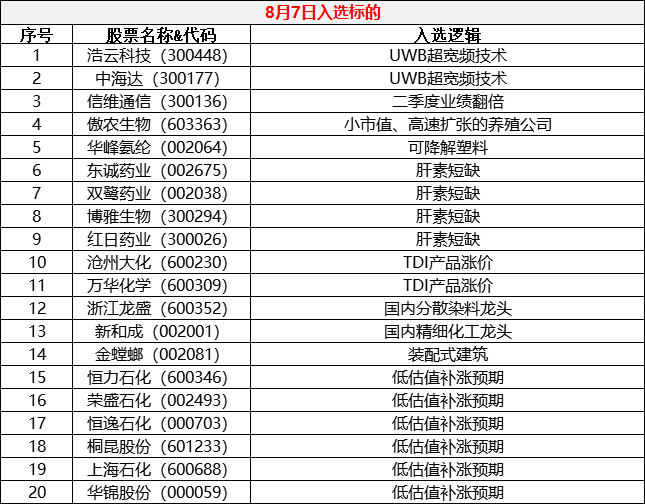 8月7日入选标的
序号 股票名称&代码 入选逻辑
1 浩云科技（300448） UWB超宽频技术
2 中海达（300177） UWB超宽频技术
3 信维通信（300136） 二季度业绩翻倍
4 傲农生物（603363） 小市值、高速扩张的养殖公司
5 华峰氨纶（002064） 可降解塑料
6 东诚药业（002675） 肝素短缺
7 双鹭药业（002038） 肝素短缺
8 博雅生物（300294） 肝素短缺
9 红日药业（300026） 肝素短缺
10 沧州大化（600230） TDI产品涨价
11 万华化学（600309） TDI产品涨价
12 浙江龙盛（600352） 国内分散染料龙头
13 新和成（002001） 国内精细化工龙头
14 金螳螂（002081） 装配式建筑
15 恒力石化（600346） 低估值补涨预期
16 荣盛石化（002493） 低估值补涨预期
17 恒逸石化（000703） 低估值补涨预期
18 桐昆股份（601233） 低估值补涨预期
19 上海石化（600688） 低估值补涨预期
20 华锦股份（000059） 低估值补涨预期